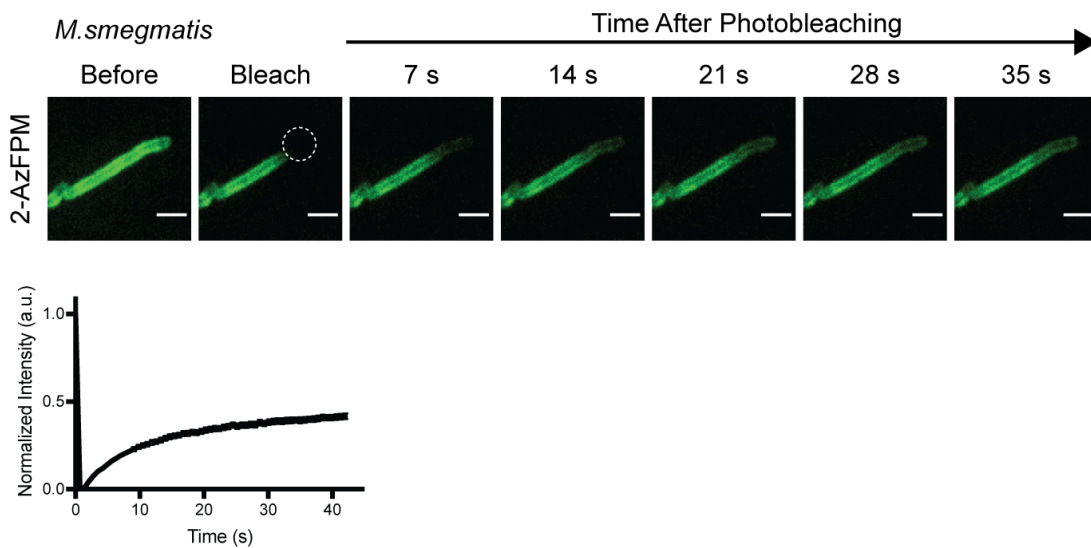 M.smegmatis
Time After Photobleaching
Before Bleach 7 s 14 s 21 s 28 s 35 s
2-AzFPM
Normalized Intensity (a.u.)
1.0
0.5
0.0
0 10 20 30 40
Time (s)